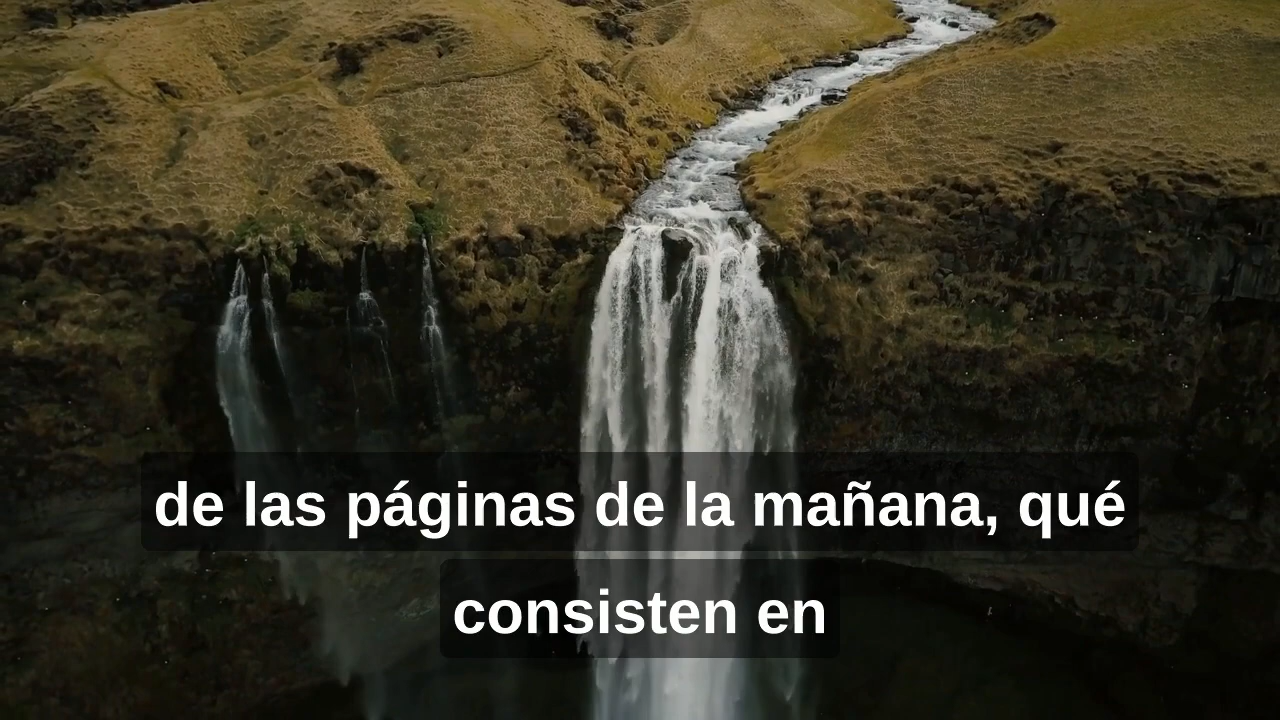 de las páginas de la mañana, qué
consisten en